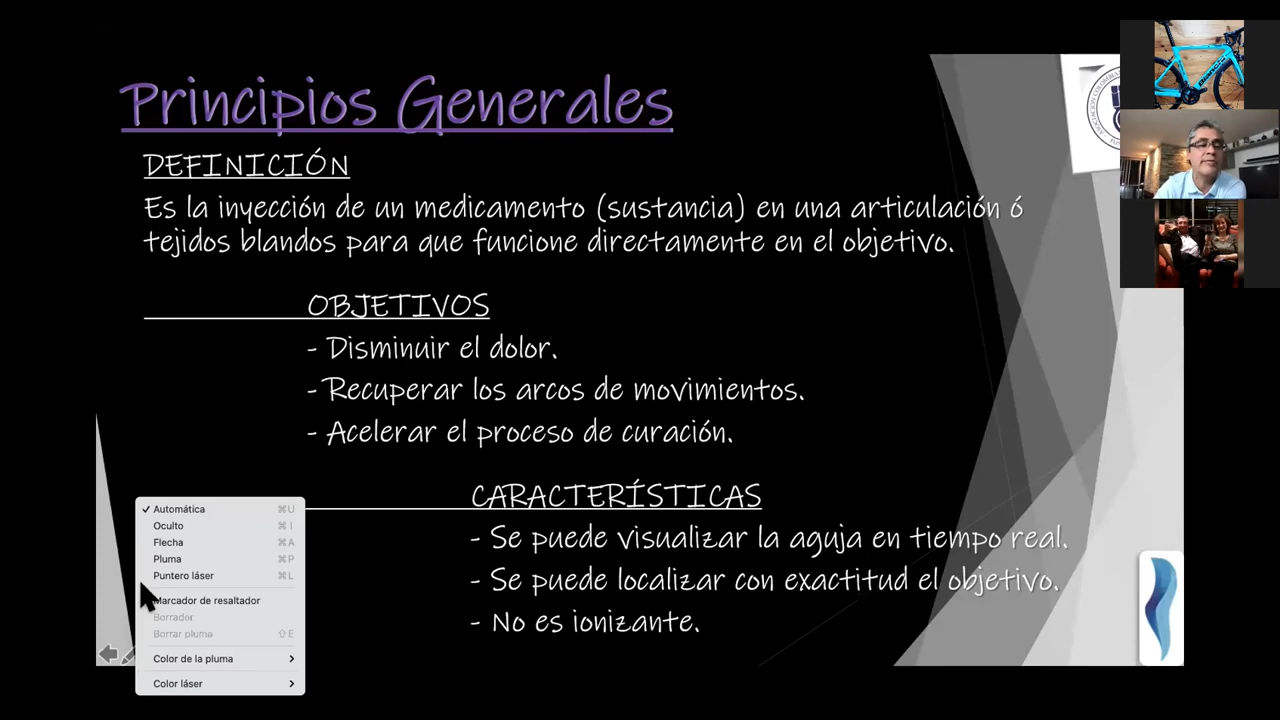 Principios Generales
DEFINICIÓN
Es la inyección de un medicamento (sustancia) en una articulación ó
tejidos blandos para que funcione directamente en el objetivo.
OBJETIVOS
- Disminuir el dolor.
- Recuperar los arcos de movimientos.
- Acelerar el proceso de curación.
CARACTERÍSTICAS
- Se puede visualizar la aguja en tiempo real.
- Se puede localizar con exactitud el objetivo.
- No es ionizante.
✓ Automática ⌘U
Oculto ⌘I
Flecha ⌘A
Pluma ⌘P
Puntero láser ⌘L
Marcador de resaltador
Borrador
Borrar pluma ⇧E
Color de la pluma >
Color láser >